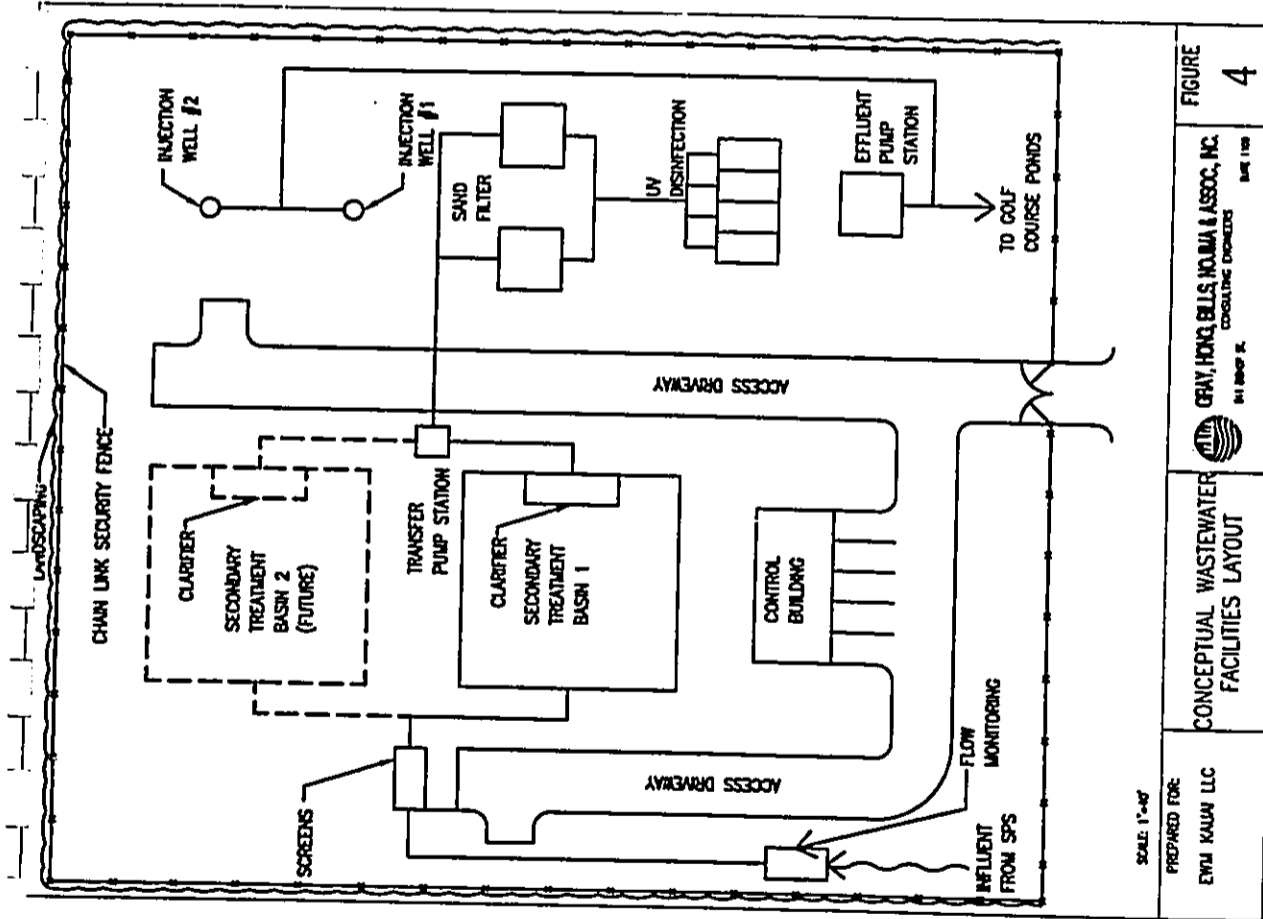 LANDSCAPING
CHAIN LINK SECURITY FENCE
INJECTION
WELL #2
INJECTION
WELL #1
CLARIFIER
SECONDARY
TREATMENT
BASIN 2
(FUTURE)
SAND
FILTER
TRANSFER
PUMP STATION
SCREENS
CLARIFIER
SECONDARY
TREATMENT
BASIN 1
ACCESS DRIVEWAY
UV
DISINFECTION
CONTROL
BUILDING
EFFLUENT
PUMP
STATION
ACCESS DRIVEWAY
FLOW
MONITORING
INFLUENT
FROM SPS
TO GOLF
COURSE PONDS
SCALE: 1"=40'
PREPARED FOR:
EWM KAUAI LLC
CONCEPTUAL WASTEWATER
FACILITIES LAYOUT
GRAY, HONG, BILLS, NOJIMA & ASSOC, INC.
CONSULTING ENGINEERS
FIGURE
4